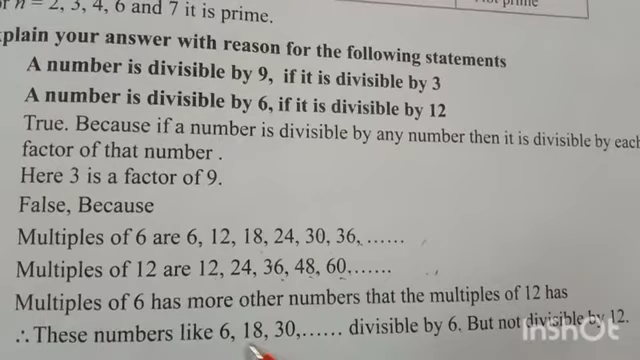 n = 2, 3, 4, 6 and 7 it is prime.
prime
plain your answer with reason for the following statements
A number is divisible by 9, if it is divisible by 3
A number is divisible by 6, if it is divisible by 12
True. Because if a number is divisible by any number then it is divisible by each
factor of that number .
Here 3 is a factor of 9.
False, Because
Multiples of 6 are 6, 12, 18, 24, 30, 36, ......
Multiples of 12 are 12, 24, 36, 48, 60,......
Multiples of 6 has more other numbers that the multiples of 12 has
∴ These numbers like 6, 18, 30,...... divisible by 6. But not divisible by 12.
InShOt